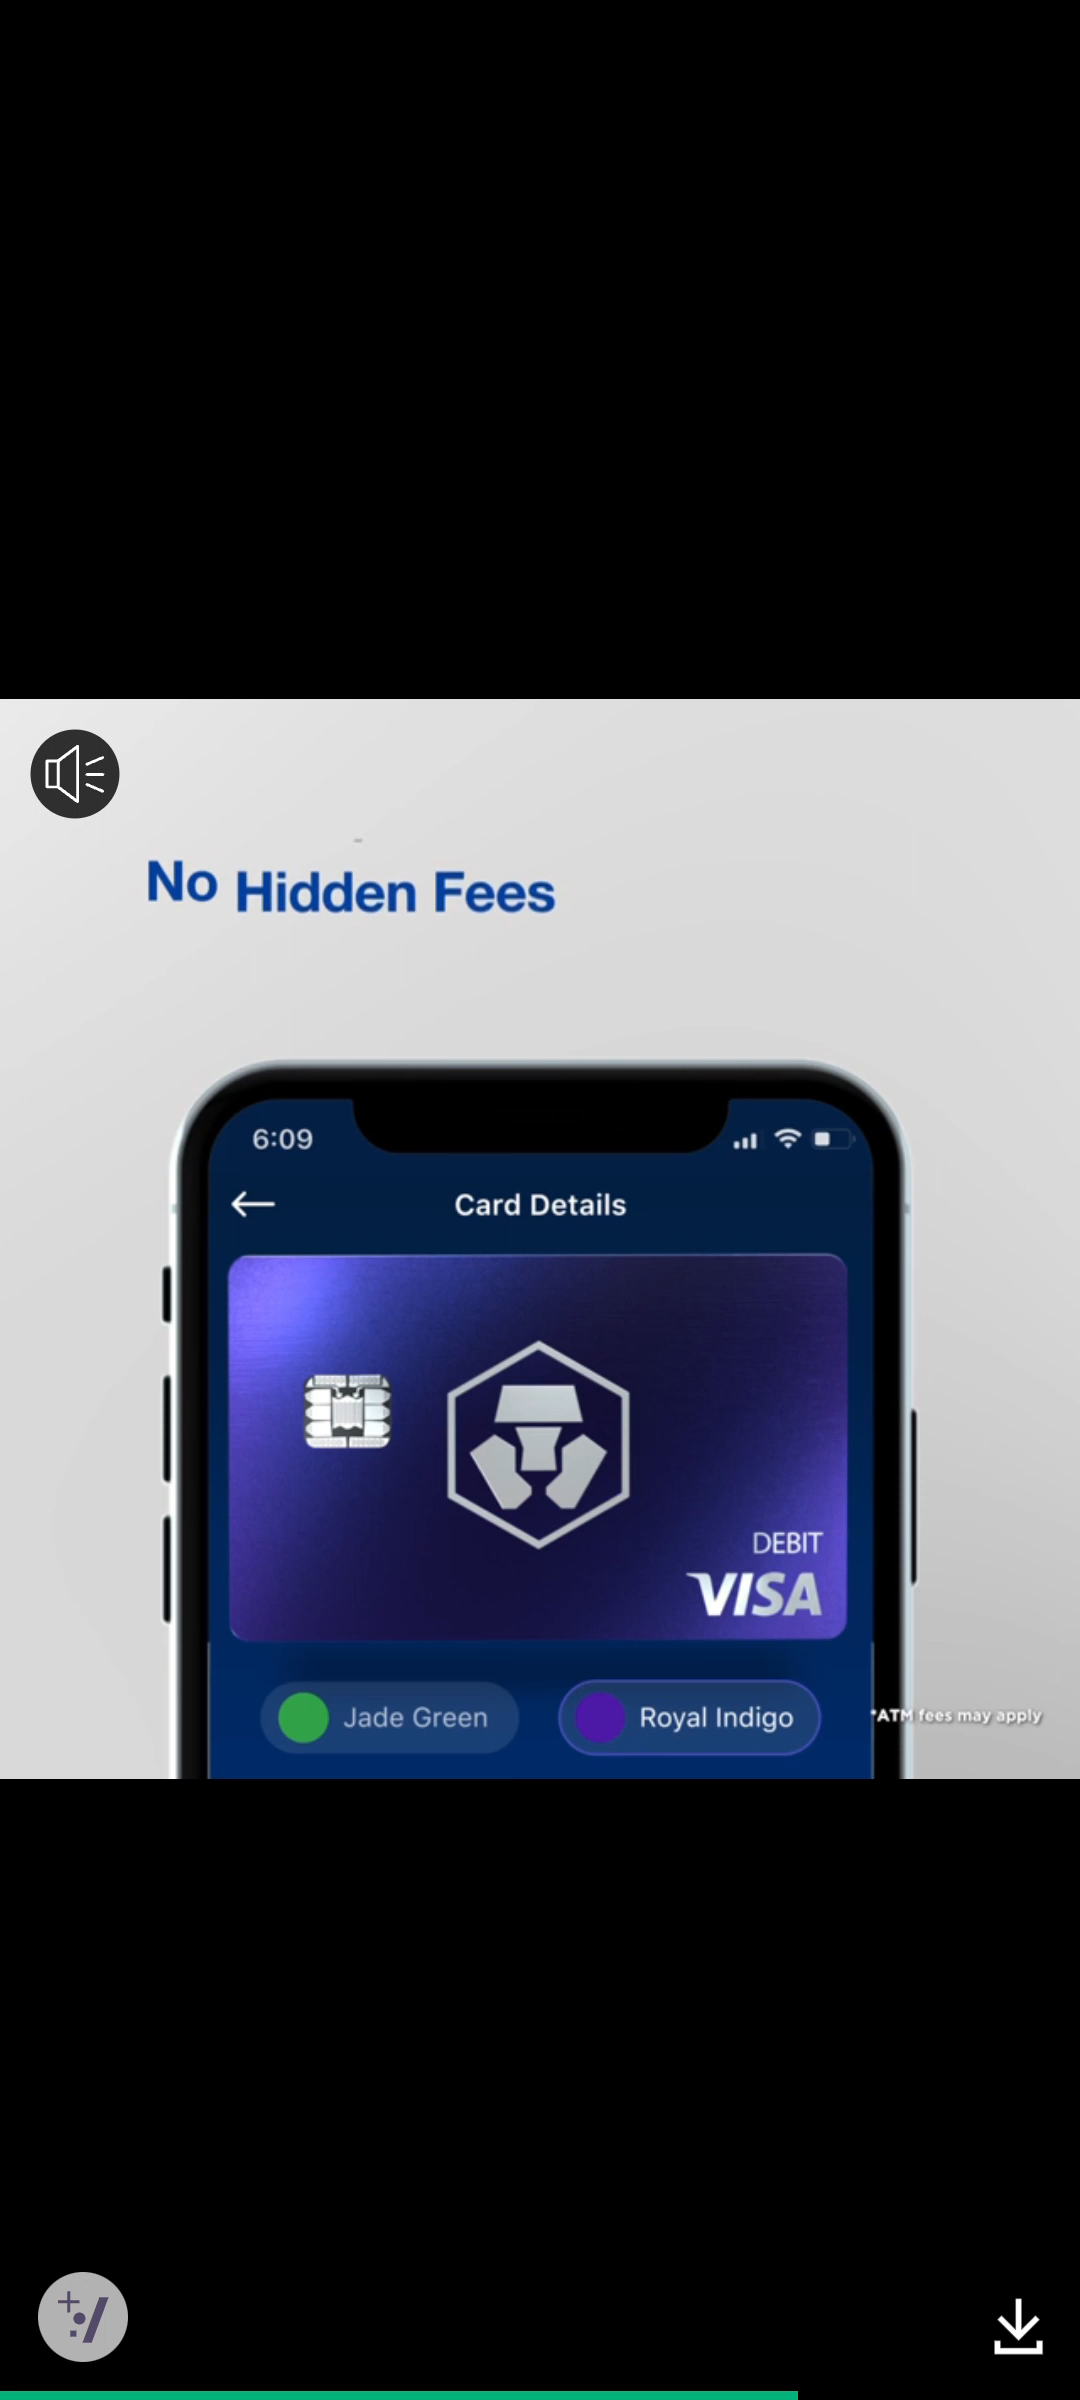 No Hidden Fees
6:09
Card Details
DEBIT
VISA
Jade Green
Royal Indigo
*ATM fees may apply